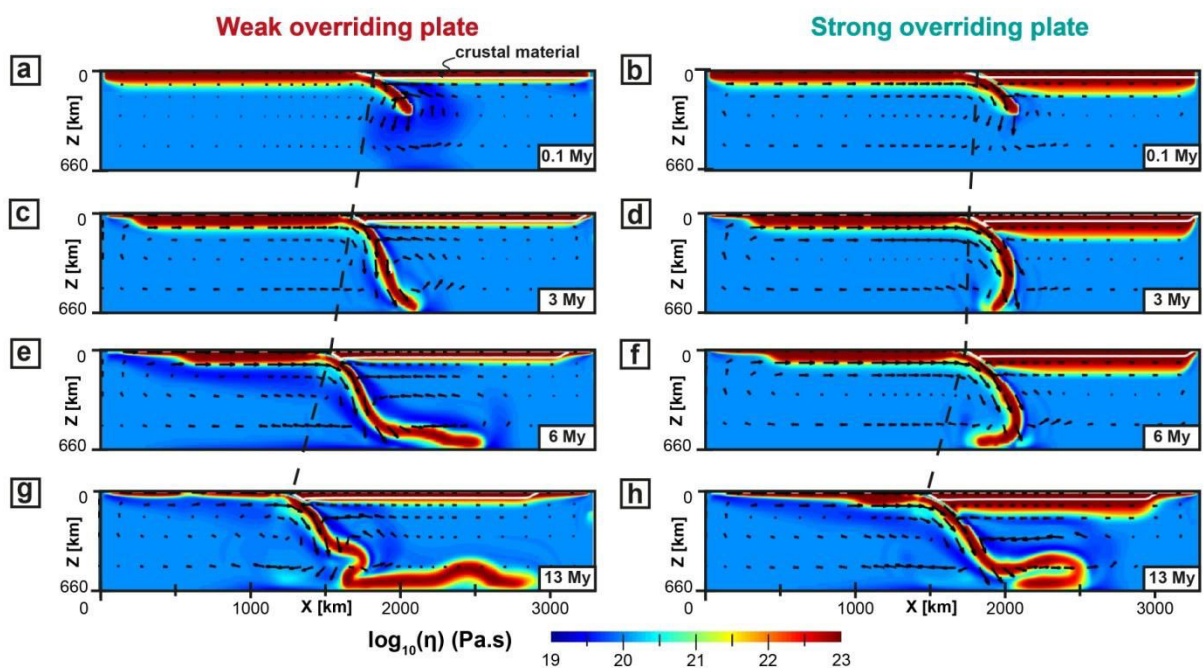 Weak overriding plate
Strong overriding plate
a
crustal material
0
Z [km]
660
0.1 My
b
0
Z [km]
660
0.1 My
c
0
Z [km]
660
3 My
d
0
Z [km]
660
3 My
e
0
Z [km]
660
6 My
f
0
Z [km]
660
6 My
g
0
Z [km]
660
13 My
0 1000 2000 3000
X [km]
h
0
Z [km]
660
13 My
0 1000 2000 3000
X [km]
log10(η) (Pa.s)
19 20 21 22 23